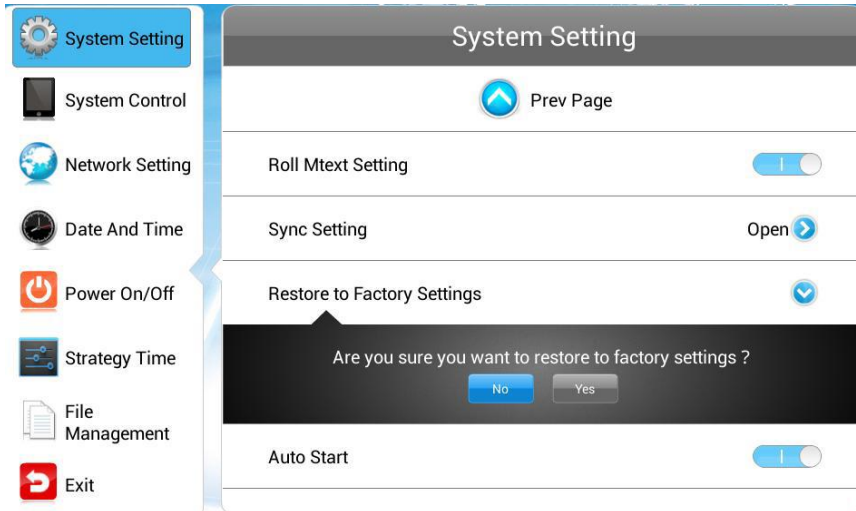 System Setting
System Control
Network Setting
Date And Time
Power On/Off
Strategy Time
File
Management
Exit
System Setting
Prev Page
Roll Mtext Setting
Sync Setting
Open
Restore to Factory Settings
Are you sure you want to restore to factory settings ?
No
Yes
Auto Start